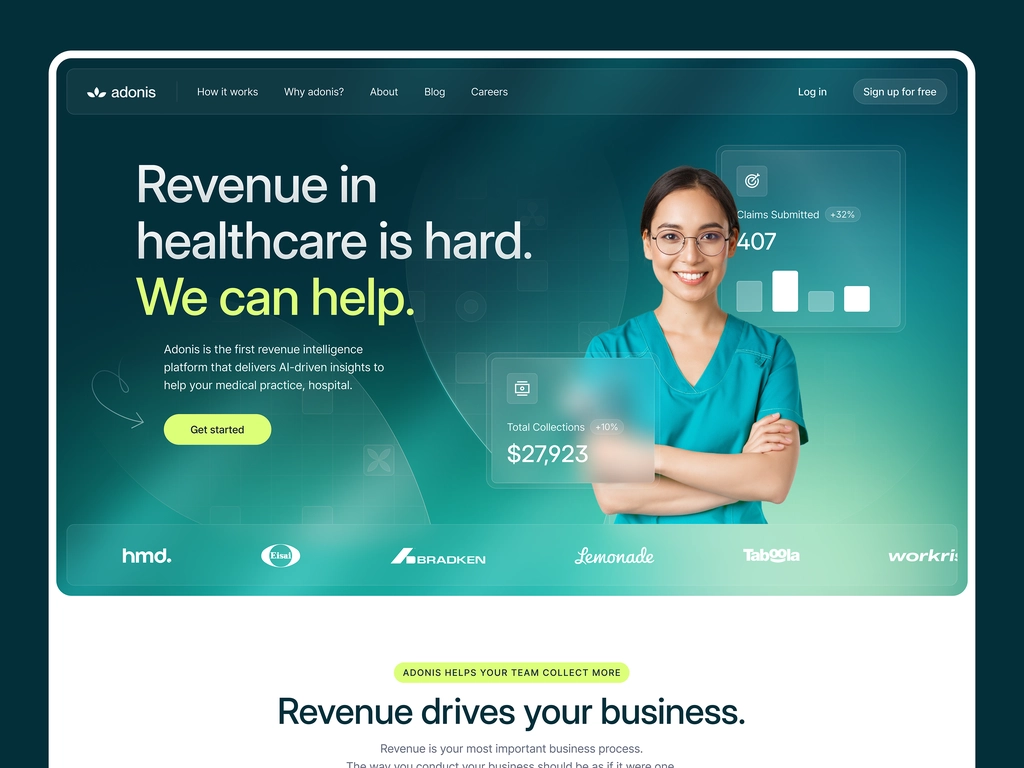 adonis
How it works
Why adonis?
About
Blog
Careers
Log in
Sign up for free
Revenue in
healthcare is hard.
We can help.
Adonis is the first revenue intelligence
platform that delivers AI-driven insights to
help your medical practice, hospital.
Get started
Claims Submitted +32%
407
Total Collections +10%
$27,923
hmd.
Eisai
BRADKEN
Lemonade
Taboola
ADONIS HELPS YOUR TEAM COLLECT MORE
Revenue drives your business.
Revenue is your most important business process.
The way you conduct your business should be as if it were one